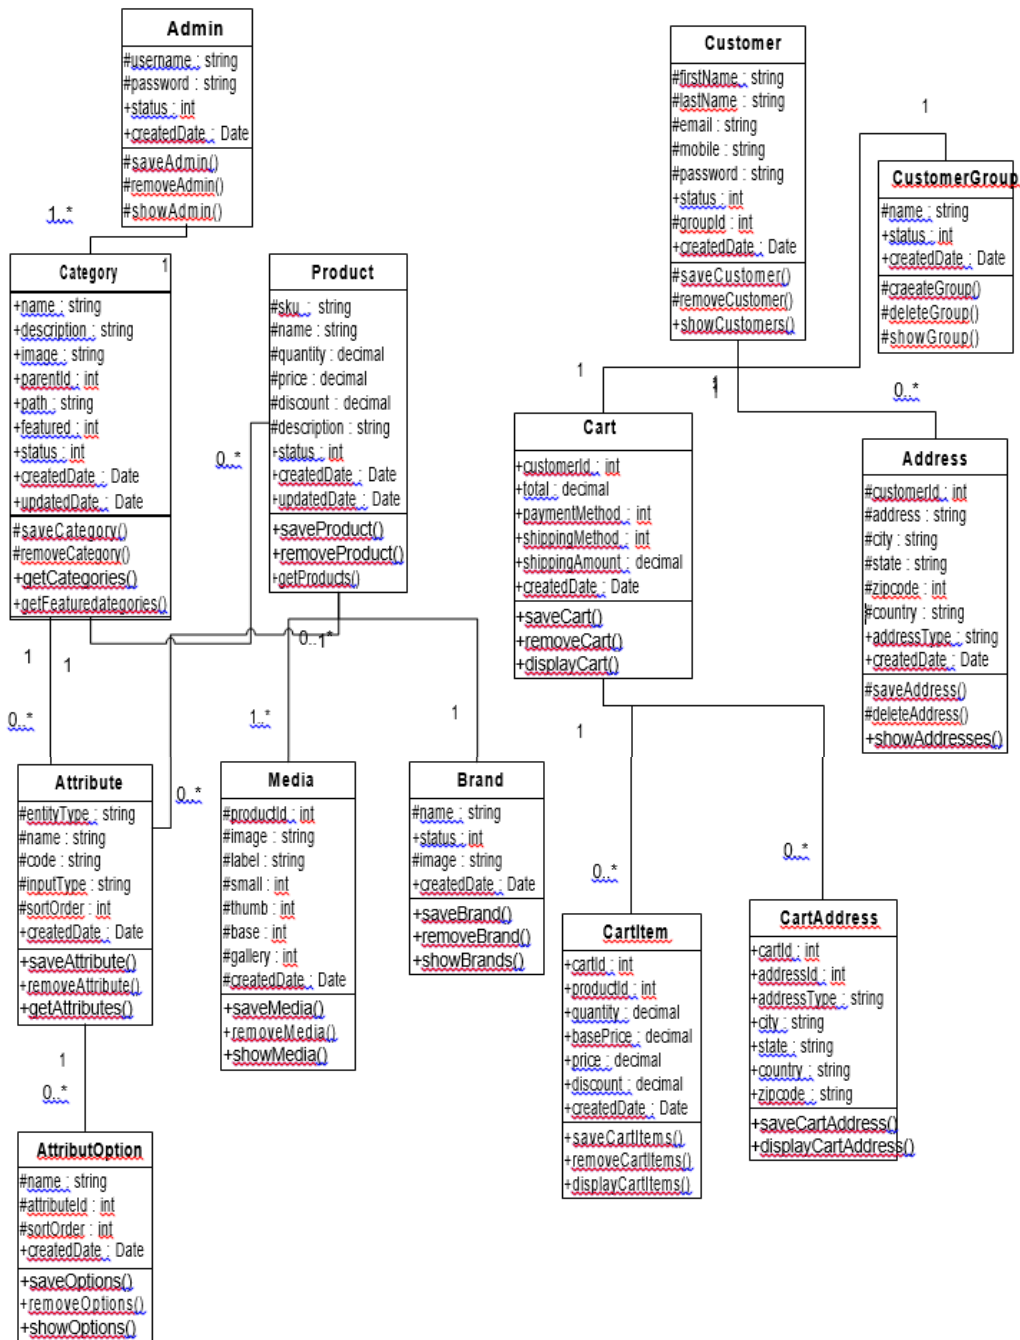 Admin
#username : string
#password : string
+status : int
+createdDate : Date
#saveAdmin()
#removeAdmin()
#showAdmin()
1..*
Category
1
+name : string
+description : string
+image : string
+parentId : int
+path : string
+featured : int
+status : int
+createdDate : Date
+updatedDate : Date
#saveCategory()
#removeCategory()
+getCategories()
+getFeaturedategories()
Product
#sku : string
#name : string
#quantity : decimal
#price : decimal
#discount : decimal
#description : string
+status : int
+createdDate : Date
+updatedDate : Date
+saveProduct()
+removeProduct()
+getProducts()
0..*
Customer
#firstName : string
#lastName : string
#email : string
#mobile : string
#password : string
+status : int
#groupId : int
+createdDate : Date
#saveCustomer()
#removeCustomer()
+showCustomers()
1
CustomerGroup
#name : string
+status : int
+createdDate : Date
#craeateGroup()
#deleteGroup()
#showGroup()
1
1
1
0..*
Cart
+customerId : int
+total : decimal
+paymentMethod : int
+shippingMethod : int
+shippingAmount : decimal
+createdDate : Date
+saveCart()
+removeCart()
+displayCart()
Address
#customerId : int
#address : string
#city : string
#state : string
#zipcode : int
#country : string
+addressType : string
+createdDate : Date
#saveAddress()
#deleteAddress()
+showAddresses()
1
1
0..*
0..1*
1..*
1
1
0..*
Attribute
#entityType : string
#name : string
#code : string
#inputType : string
#sortOrder : int
+createdDate : Date
+saveAttribute()
+removeAttribute()
+getAttributes()
Media
#productId : int
#image : string
#label : string
#small : int
#thumb : int
#base : int
#gallery : int
#createdDate : Date
+saveMedia()
+removeMedia()
+showMedia()
Brand
#name : string
+status : int
#image : string
+createdDate : Date
+saveBrand()
+removeBrand()
+showBrands()
0..*
0..*
CartItem
+cartId : int
+productId : int
+quantity : decimal
+basePrice : decimal
+price : decimal
+discount : decimal
+createdDate : Date
+saveCartItems()
+removeCartItems()
+displayCartItems()
CartAddress
+cartId : int
+addressId : int
+addressType : string
+city : string
+state : string
+country : string
+zipcode : string
+saveCartAddress()
+displayCartAddress()
1
0..*
AttributOption
#name : string
#attributeId : int
#sortOrder : int
+createdDate : Date
+saveOptions()
+removeOptions()
+showOptions()